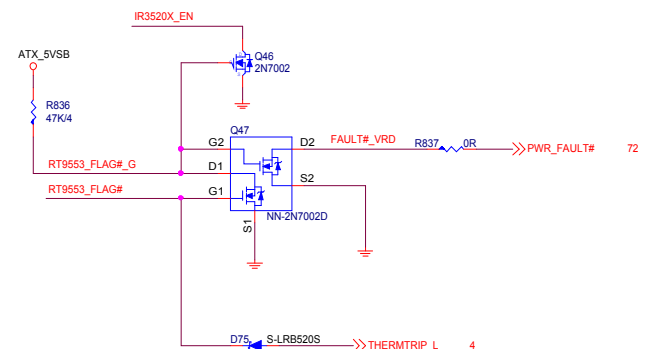 IR3520X_EN
ATX_5VSB
Q46
2N7002
R836
47K/4
Q47
G2
D2
FAULT#_VRD
R837
0R
PWR_FAULT#
72
RT9553_FLAG#_G
D1
RT9553_FLAG#
G1
S2
NN-2N7002D
S1
D75
S-LRB520S
THERMTRIP_L
4